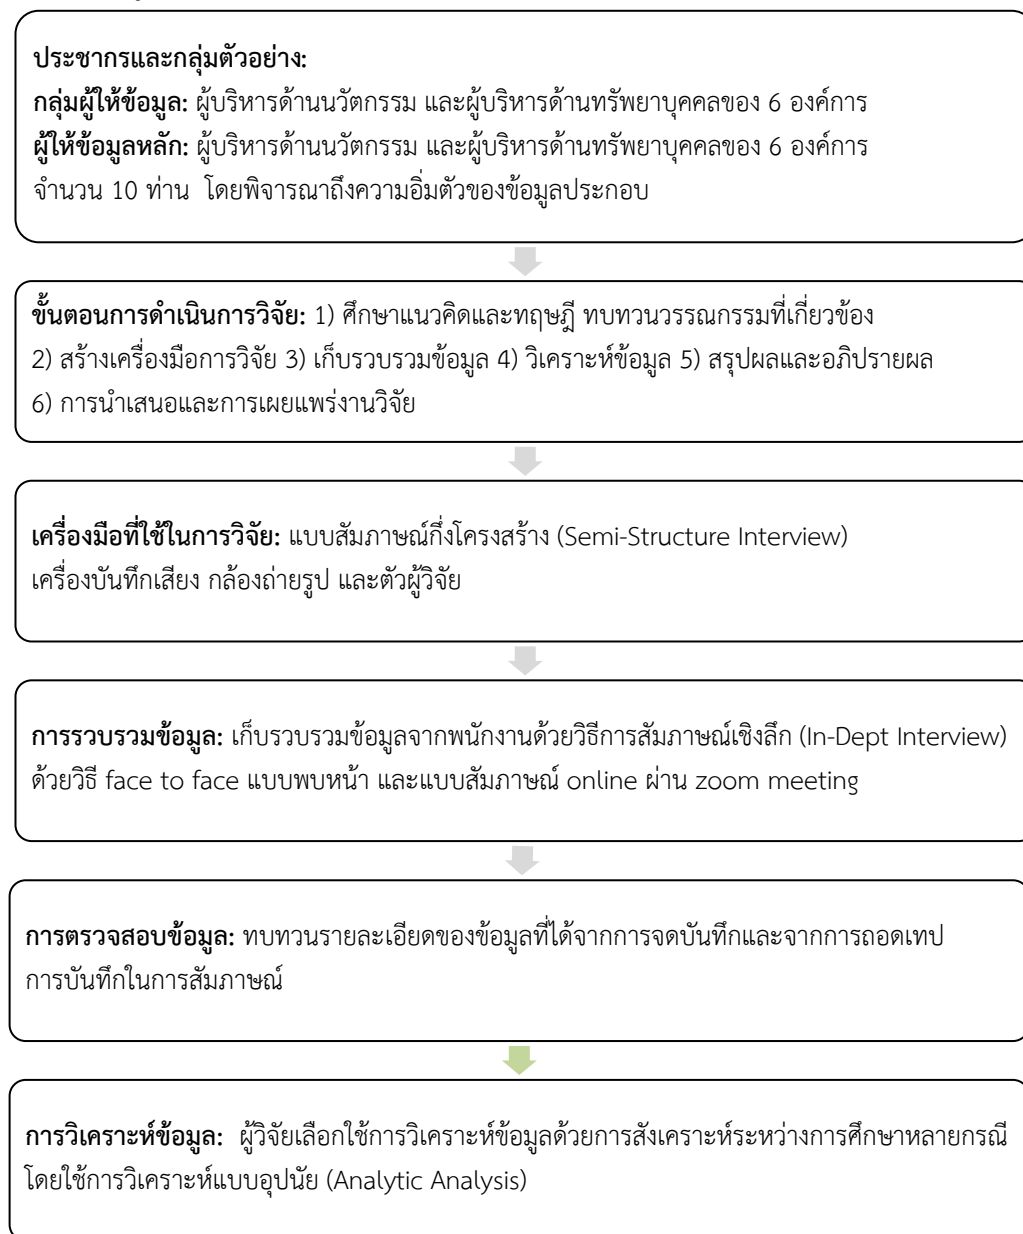 ประชากรและกลุ่มตัวอย่าง:
กลุ่มผู้ให้ข้อมูล: ผู้บริหารด้านนวัตกรรม และผู้บริหารด้านทรัพยาบุคคลของ 6 องค์การ
ผู้ให้ข้อมูลหลัก: ผู้บริหารด้านนวัตกรรม และผู้บริหารด้านทรัพยาบุคคลของ 6 องค์การ
จำนวน 10 ท่าน โดยพิจารณาถึงความอิ่มตัวของข้อมูลประกอบ
ขั้นตอนการดำเนินการวิจัย: 1) ศึกษาแนวคิดและทฤษฎี ทบทวนวรรณกรรมที่เกี่ยวข้อง
2) สร้างเครื่องมือการวิจัย 3) เก็บรวบรวมข้อมูล 4) วิเคราะห์ข้อมูล 5) สรุปผลและอภิปรายผล
6) การนำเสนอและการเผยแพร่งานวิจัย
เครื่องมือที่ใช้ในการวิจัย: แบบสัมภาษณ์กึ่งโครงสร้าง (Semi-Structure Interview)
เครื่องบันทึกเสียง กล้องถ่ายรูป และตัวผู้วิจัย
การรวบรวมข้อมูล: เก็บรวบรวมข้อมูลจากพนักงานด้วยวิธีการสัมภาษณ์เชิงลึก (In-Dept Interview)
ด้วยวิธี face to face แบบพบหน้า และแบบสัมภาษณ์ online ผ่าน zoom meeting
การตรวจสอบข้อมูล: ทบทวนรายละเอียดของข้อมูลที่ได้จากการจดบันทึกและจากการถอดเทป
การบันทึกในการสัมภาษณ์
การวิเคราะห์ข้อมูล: ผู้วิจัยเลือกใช้การวิเคราะห์ข้อมูลด้วยการสังเคราะห์ระหว่างการศึกษาหลายกรณี
โดยใช้การวิเคราะห์แบบอุปนัย (Analytic Analysis)